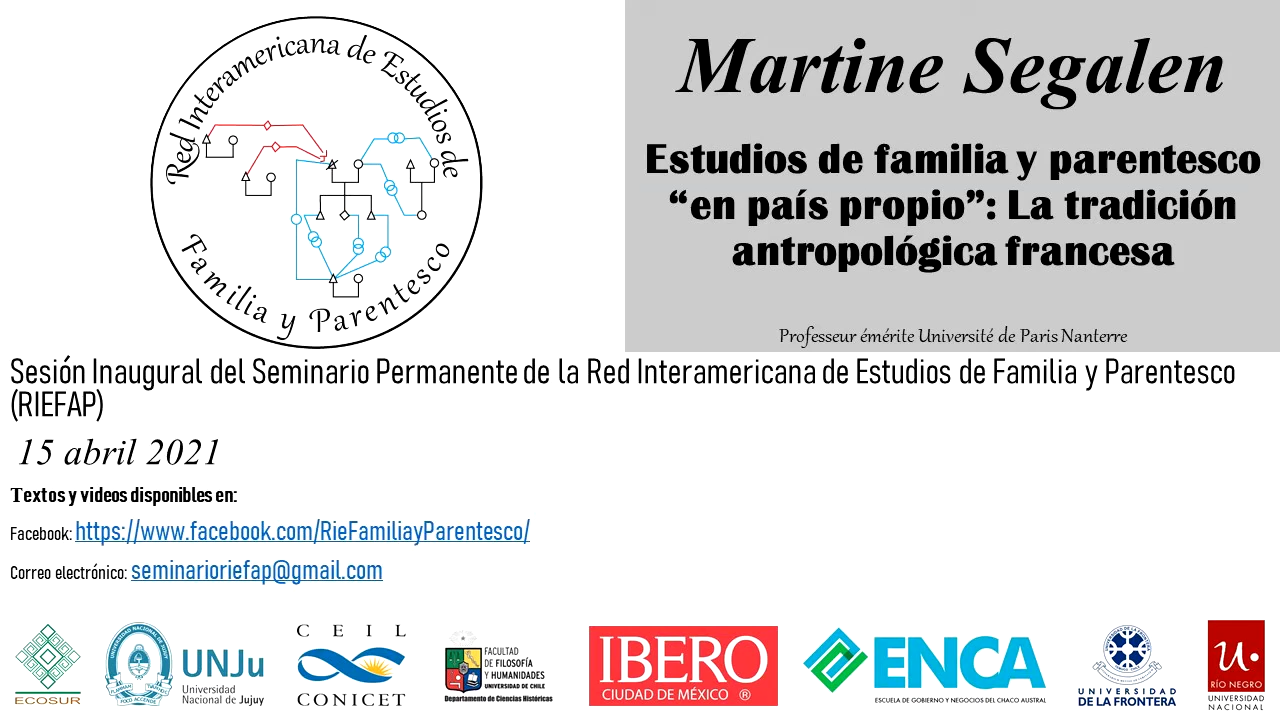 Red Interamericana de Estudios de
Familia y Parentesco
Martine Segalen
Estudios de familia y parentesco
“en país propio”: La tradición
antropológica francesa
Professeur émérite Université de Paris Nanterre
Sesión Inaugural del Seminario Permanente de la Red Interamericana de Estudios de Familia y Parentesco
(RIEFAP)
15 abril 2021
Textos y videos disponibles en:
Facebook: https://www.facebook.com/RieFamiliayParentesco/
Correo electrónico: seminarioriefap@gmail.com
ECOSUR
UNJu
Universidad
Nacional de Jujuy
CEIL
CONICET
FACULTAD
DE FILOSOFÍA
Y HUMANIDADES
UNIVERSIDAD DE CHILE
Departamento de Ciencias Históricas
IBERO
CIUDAD DE MÉXICO ®
ENCA
ESCUELA DE GOBIERNO Y NEGOCIOS DEL CHACO AUSTRAL
UNIVERSIDAD
DE LA FRONTERA
u.
RÍO NEGRO
UNIVERSIDAD
NACIONAL